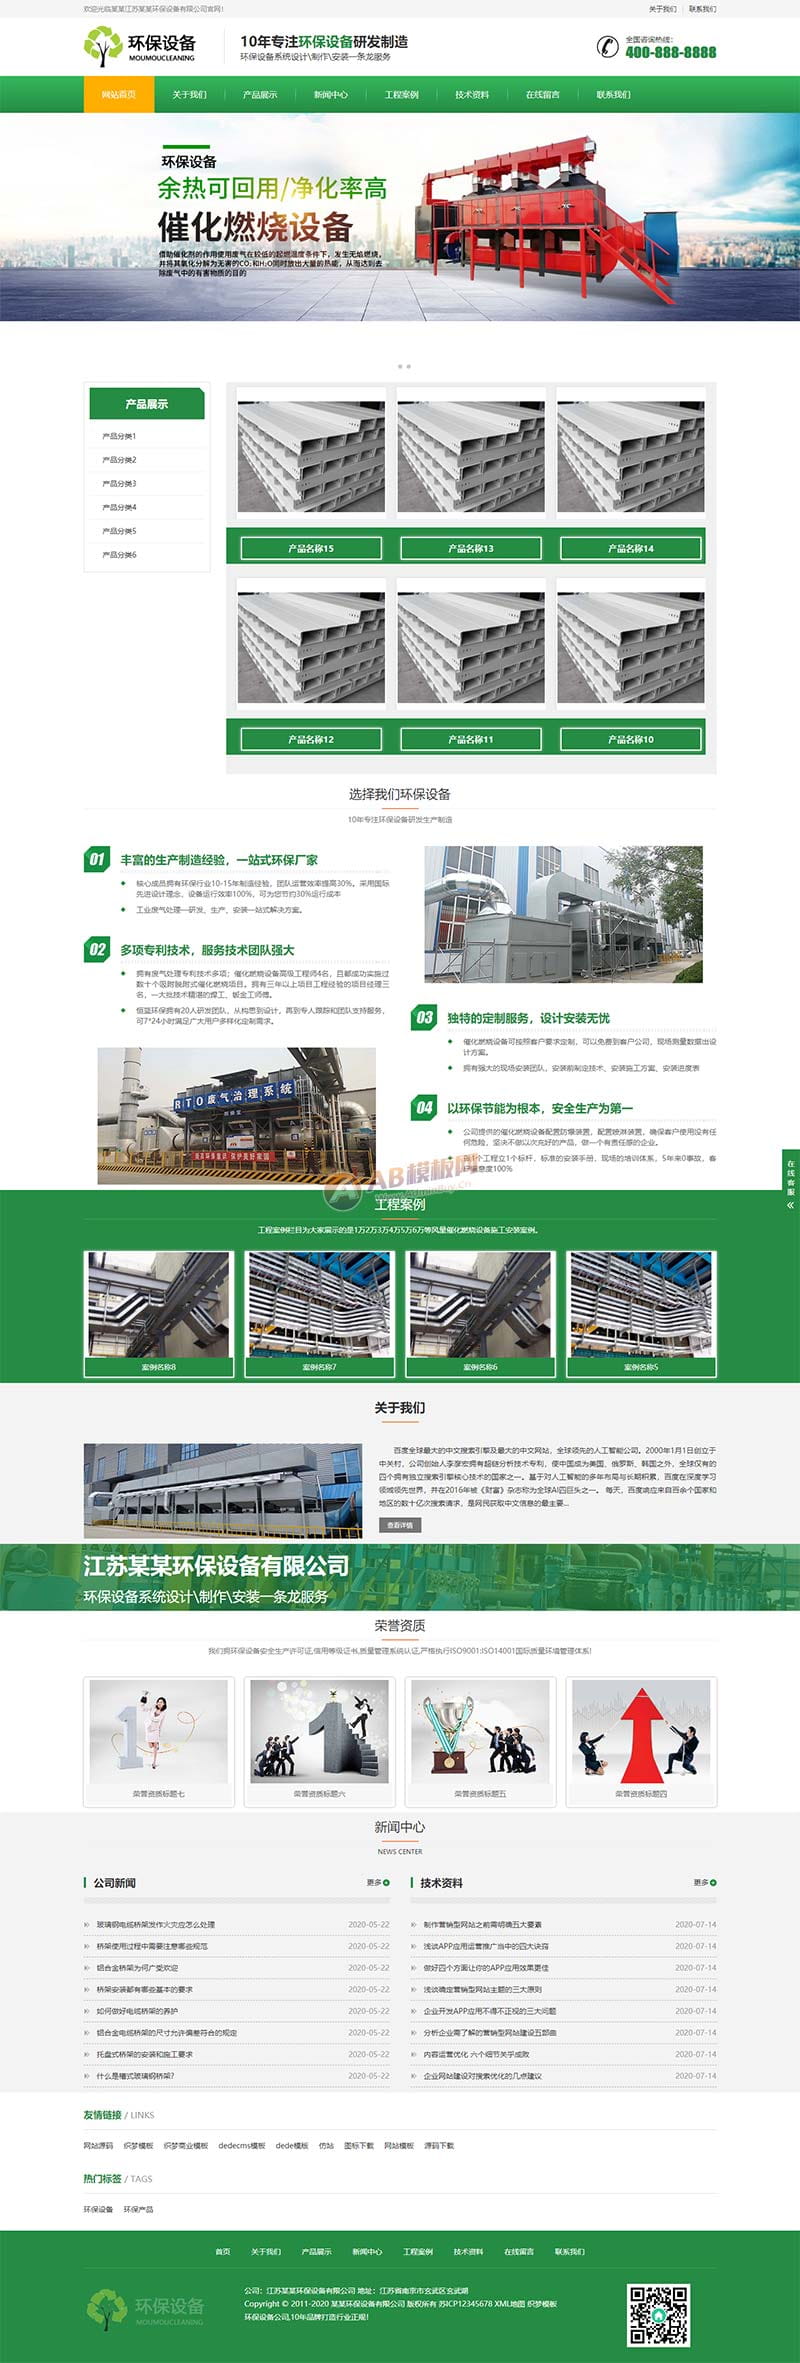 欢迎光临某某江苏某某环保设备有限公司官网!
关于我们 联系我们
环保设备
MOUMOUCLEANING
10年专注环保设备研发制造
环保设备系统设计\制作\安装一条龙服务
全国咨询热线:
400-888-8888
网站首页 关于我们 产品展示 新闻中心 工程案例 技术资料 在线留言 联系我们
环保设备
余热可回用/净化率高
催化燃烧设备
借助催化剂的作用使用废气在较低的起燃温度条件下，发生无焰燃烧，
并将其氧化分解为无害的CO₂和H₂O同时放出大量的热能，从而达到去
除废气中的有害物质的目的
产品展示
产品分类1
产品分类2
产品分类3
产品分类4
产品分类5
产品分类6
产品名称15 产品名称13 产品名称14
产品名称12 产品名称11 产品名称10
选择我们环保设备
10年专注环保设备研发生产制造
01 丰富的生产制造经验，一站式环保厂家
核心成员拥有环保行业10-15年制造经验，团队运营效率提高30%。采用国际
先进设计理念、设备运行效率100%，可为您节约30%运行成本
工业废气处理—研发、生产、安装一站式解决方案。
02 多项专利技术，服务技术团队强大
拥有废气处理专利技术多项；催化燃烧设备高级工程师4名，且都成功实施过
数十个吸附脱附式催化燃烧项目。拥有三年以上项目工程经验的项目经理三
名，一大批技术精湛的焊工、钣金工师傅。
恒蓝环保拥有20人研发团队，从构思到设计，再到专人跟踪和团队支持服务，
可7*24小时满足广大用户多样化定制需求。
RTO废气治理系统
03 独特的定制服务，设计安装无忧
催化燃烧设备可按照客户要求定制，可以免费到客户公司，现场测量数据出设
计方案。
拥有强大的现场安装团队，安装前制定技术、安装施工方案、安装进度表
04 以环保节能为根本，安全生产为第一
公司提供的催化燃烧设备配置防爆装置，配置喷淋装置，确保客户使用没有任
何危险，坚决不做以次充好的产品，做一个有责任感的企业。
每1个工程立1个标杆，标准的安装手册，现场的培训体系，5年来0事故，客
户满意度100%
在线客服
AB模板网
工程案例
工程案例栏目为大家展示的是1万2万3万4万5万6万等风量催化燃烧设备施工安装案例。
案例名称8 案例名称7 案例名称6 案例名称5
关于我们
百度全球最大的中文搜索引擎及最大的中文网站，全球领先的人工智能公司。2000年1月1日创立于
中关村，公司创始人李彦宏拥有超链分析技术专利，使中国成为美国、俄罗斯、韩国之外，全球仅有的
四个拥有独立搜索引擎核心技术的国家之一。基于对人工智能的多年布局与长期积累，百度在深度学习
领域领先世界，并在2016年被《财富》杂志称为全球AI四巨头之一。 每天，百度响应来自百余个国家和
地区的数十亿次搜索请求，是网民获取中文信息的最主要...
查看详情
江苏某某环保设备有限公司
环保设备系统设计\制作\安装一条龙服务
荣誉资质
我们拥环保设备安全生产许可证,信用等级证书,质量管理系统认证,严格执行ISO9001:ISO14001国际质量环境管理体系!
荣誉资质标题七 荣誉资质标题六 荣誉资质标题五 荣誉资质标题四
新闻中心
NEWS CENTER
公司新闻 更多
玻璃钢电缆桥架发作火灾应怎么处理 2020-05-22
桥架使用过程中需要注意哪些规范 2020-05-22
铝合金桥架为何广受欢迎 2020-05-22
桥架安装都有哪些基本的要求 2020-05-22
如何做好电缆桥架的养护 2020-05-22
铝合金电缆桥架的尺寸允许偏差符合的规定 2020-05-22
托盘式桥架的安装和施工要求 2020-05-22
什么是槽式玻璃钢桥架? 2020-05-22
技术资料 更多
制作营销型网站之前需明确五大要素 2020-07-14
浅谈APP应用运营推广当中的四大诀窍 2020-07-14
做好四个方面让你的APP应用效果更佳 2020-07-14
浅谈确定营销型网站主题的三大原则 2020-07-14
企业开发APP应用不得不正视的三大问题 2020-07-14
分析企业需了解的营销型网站建设五部曲 2020-07-14
内容运营优化 六个细节关乎成败 2020-07-14
企业网站建设对搜索优化的几点建议 2020-07-14
友情链接 / LINKS
网站源码 织梦模板 织梦商业模板 dedecms模板 dede模板 仿站 图标下载 网站模板 源码下载
热门标签 / TAGS
环保设备 环保产品
首页 关于我们 产品展示 新闻中心 工程案例 技术资料 在线留言 联系我们
环保设备
MOUMOUCLEANING
公司：江苏某某环保设备有限公司 地址：江苏省南京市玄武区玄武湖
Copyright © 2011-2020 某某环保设备有限公司 版权所有 苏ICP12345678 XML地图 织梦模板
环保设备公司,10年品牌打造行业正规!